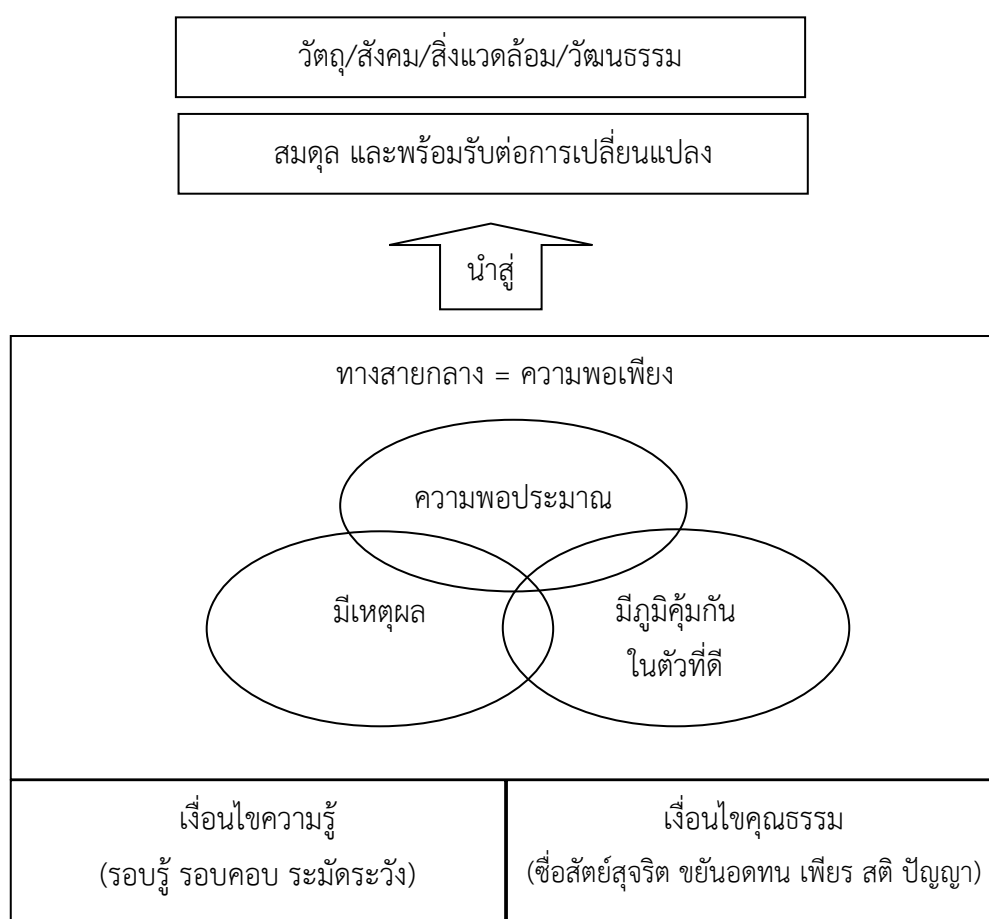 วัตถุ/สังคม/สิ่งแวดล้อม/วัฒนธรรม
สมดุล และพร้อมรับต่อการเปลี่ยนแปลง
นำสู่
ทางสายกลาง = ความพอเพียง
ความพอประมาณ
มีเหตุผล
มีภูมิคุ้มกัน
ในตัวที่ดี
เงื่อนไขความรู้
(รอบรู้ รอบคอบ ระมัดระวัง)
เงื่อนไขคุณธรรม
(ซื่อสัตย์สุจริต ขยันอดทน เพียร สติ ปัญญา)